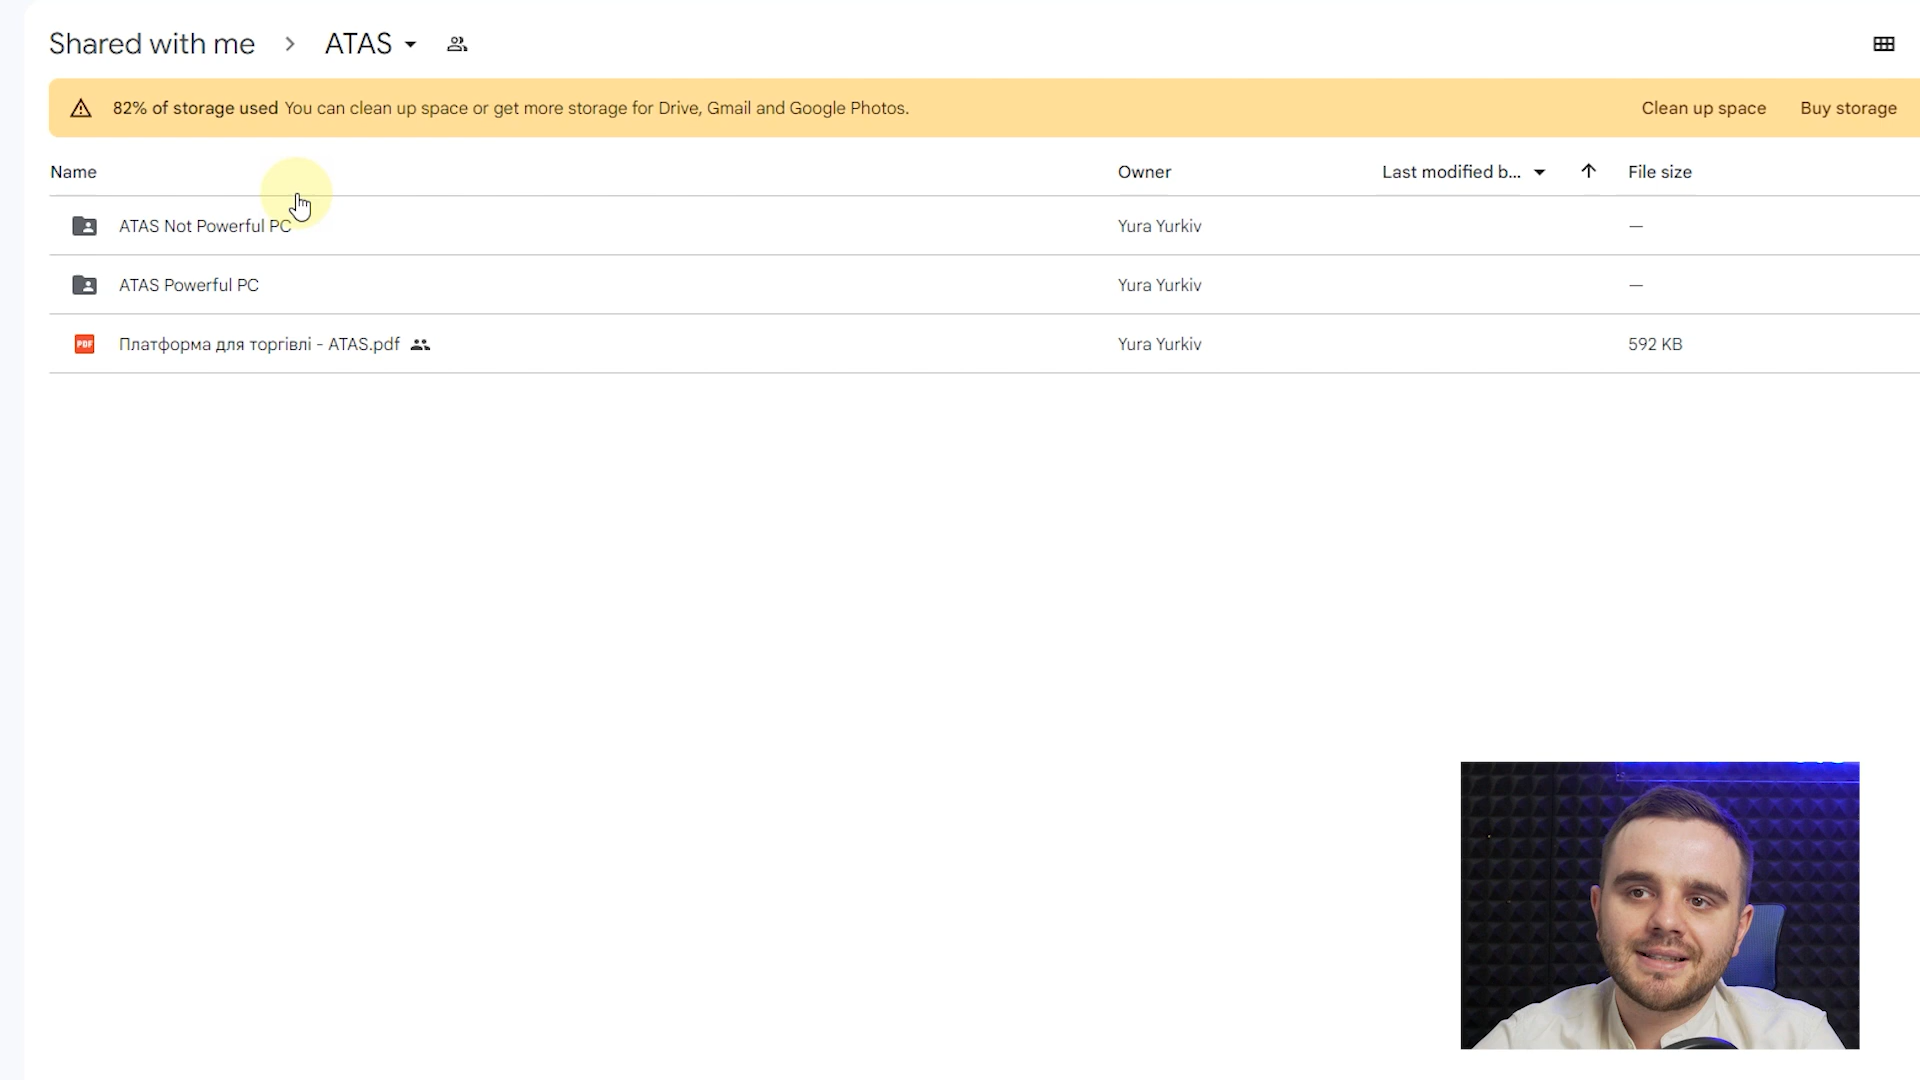 Shared with me > ATAS
82% of storage used You can clean up space or get more storage for Drive, Gmail and Google Photos. Clean up space Buy storage
Name Owner Last modified b... File size
ATAS Not Powerful PC Yura Yurkiv —
ATAS Powerful PC Yura Yurkiv —
PDF Платформа для торгівлі - ATAS.pdf Yura Yurkiv 592 KB